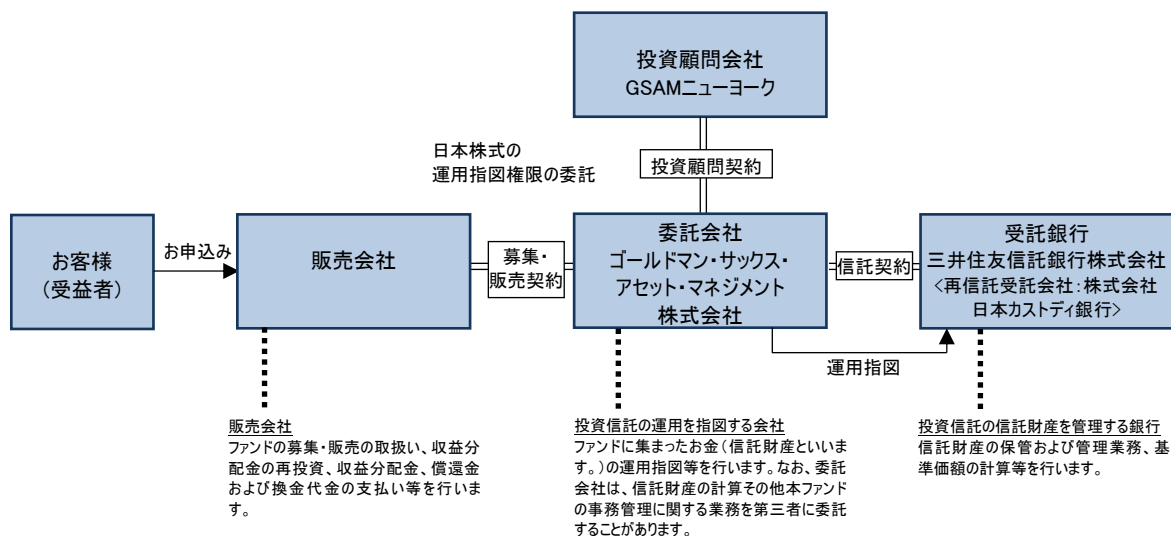 投資顧問会社
GSAMニューヨーク
日本株式の
運用指図権限の委託
投資顧問契約
お客様
（受益者）
お申込み
販売会社
募集・
販売契約
委託会社
ゴールドマン・サックス・
アセット・マネジメント
株式会社
信託契約
受託銀行
三井住友信託銀行株式会社
<再信託受託会社：株式会社
日本カストディ銀行>
運用指図
販売会社
ファンドの募集・販売の取扱い、収益分
配金の再投資、収益分配金、償還金
および換金代金の支払い等を行いま
す。
投資信託の運用を指図する会社
ファンドに集まったお金（信託財産といいま
す。）の運用指図等を行います。なお、委託
会社は、信託財産の計算その他本ファンド
の事務管理に関する業務を第三者に委託
することがあります。
投資信託の信託財産を管理する銀行
信託財産の保管および管理業務、基
準価額の計算等を行います。